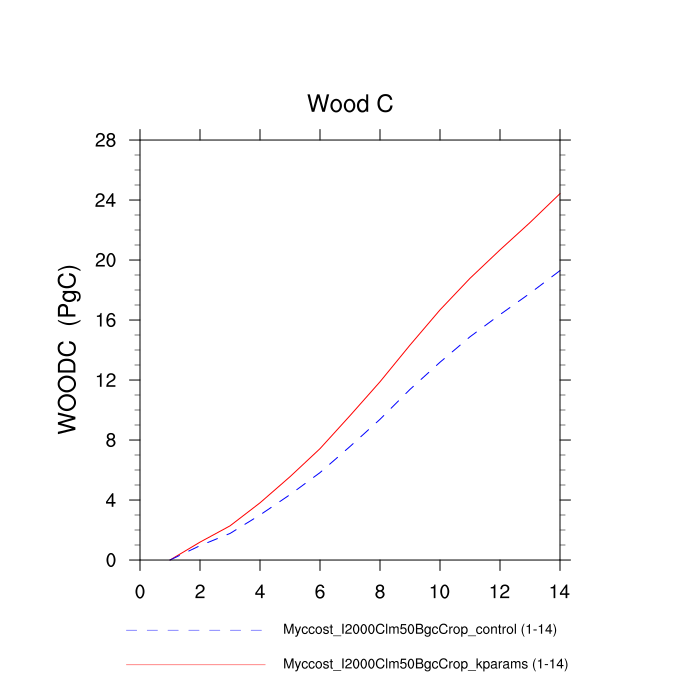 Wood C
28
24
20
16
12
8
4
0
WOODC (PgC)
0 2 4 6 8 10 12 14
Myccost_I2000Clm50BgcCrop_control (1-14)
Myccost_I2000Clm50BgcCrop_kparams (1-14)